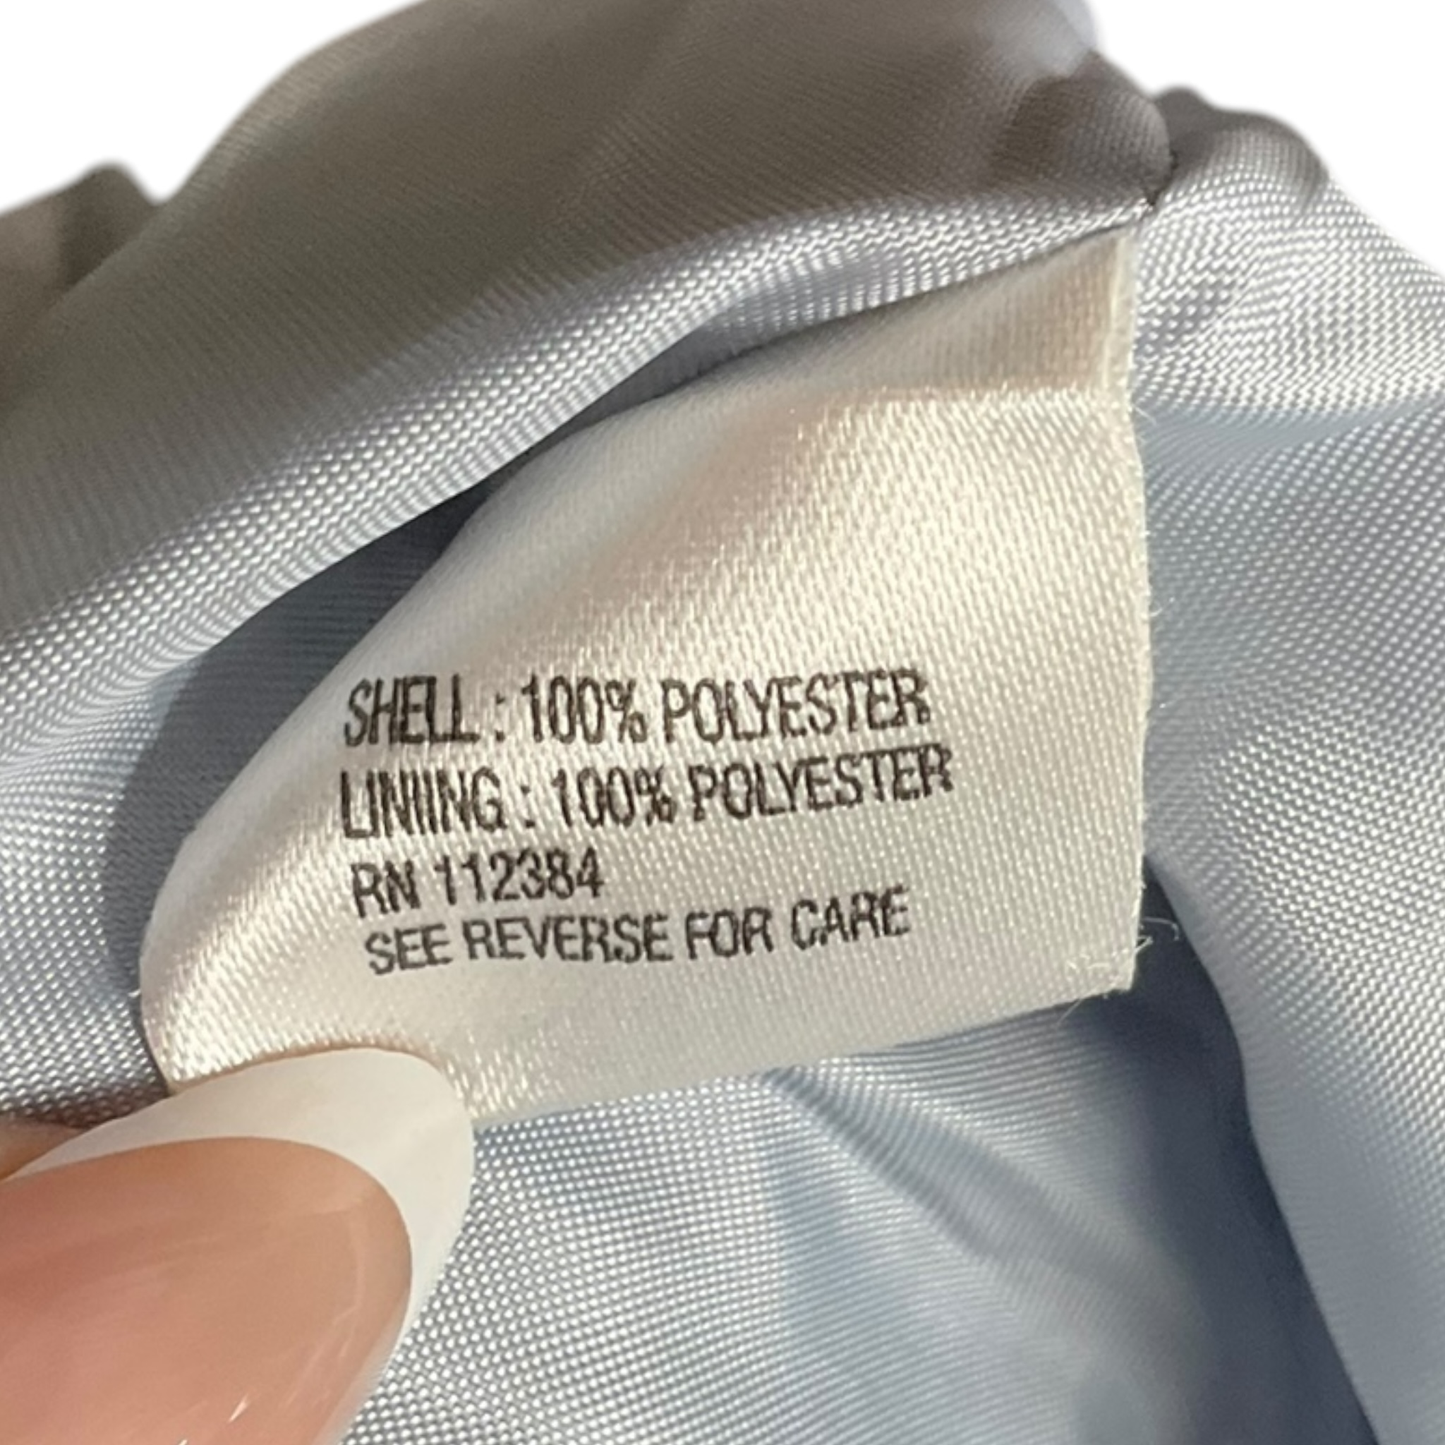 SHELL : 100% POLYESTER
LINIING : 100% POLYESTER
RN 112384
SEE REVERSE FOR CARE